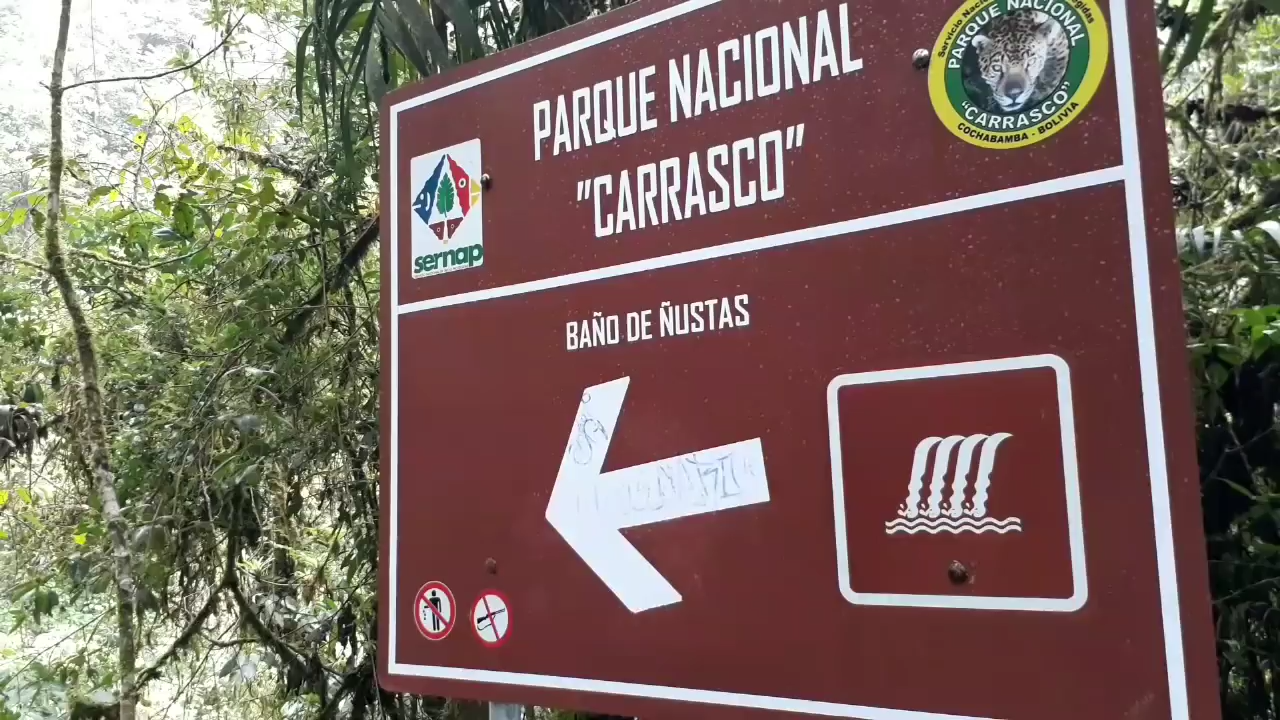 PARQUE NACIONAL
"CARRASCO"
sernap
PARQUE NACIONAL
"CARRASCO"
COCHABAMBA - BOLIVIA
BAÑO DE ÑUSTAS